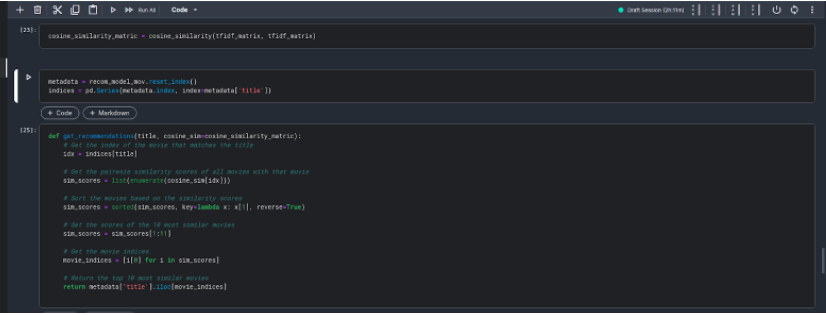 Run All Code Draft Session (2h:11m)
[23]:
cosine_similarity_matric = cosine_similarity(tfidf_matrix, tfidf_matrix)
metadata = recom_model_mov.reset_index()
indices = pd.Series(metadata.index, index=metadata['title'])
+ Code + Markdown
[25]:
def get_recommendations(title, cosine_sim=cosine_similarity_matric):
# Get the index of the movie that matches the title
idx = indices[title]
# Get the pairwise similarity scores of all movies with that movie
sim_scores = list(enumerate(cosine_sim[idx]))
# Sort the movies based on the similarity scores
sim_scores = sorted(sim_scores, key=lambda x: x[1], reverse=True)
# Get the scores of the 10 most similar movies
sim_scores = sim_scores[1:11]
# Get the movie indices
movie_indices = [i[0] for i in sim_scores]
# Return the top 10 most similar movies
return metadata['title'].iloc[movie_indices]